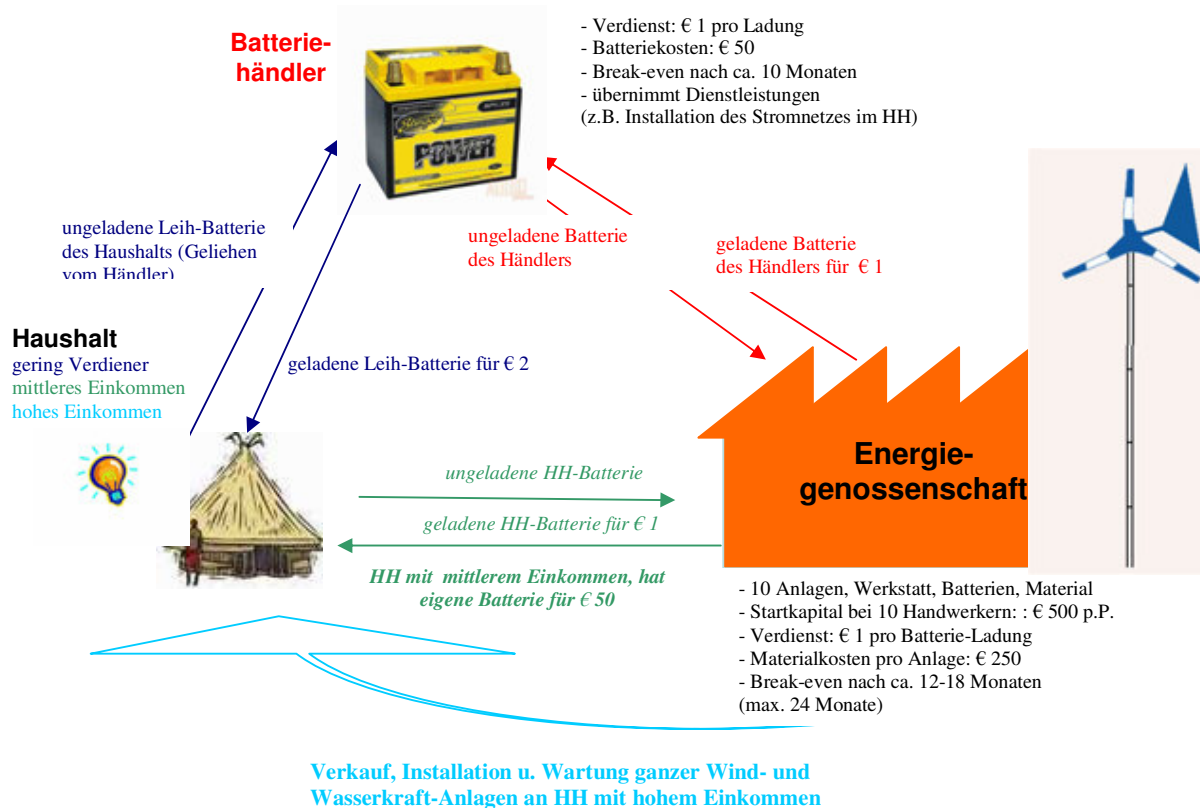 Batterie-
händler
- Verdienst: € 1 pro Ladung
- Batteriekosten: € 50
- Break-even nach ca. 10 Monaten
- übernimmt Dienstleistungen
(z.B. Installation des Stromnetzes im HH)
POWER
ungeladene Leih-Batterie
des Haushalts (Geliehen
vom Händler)
ungeladene Batterie
des Händlers
geladene Batterie
des Händlers für € 1
Haushalt
gering Verdiener
mittleres Einkommen
hohes Einkommen
geladene Leih-Batterie für € 2
Energie-
genossenschaft
ungeladene HH-Batterie
geladene HH-Batterie für € 1
HH mit mittlerem Einkommen, hat
eigene Batterie für € 50
- 10 Anlagen, Werkstatt, Batterien, Material
- Startkapital bei 10 Handwerkern: : € 500 p.P.
- Verdienst: € 1 pro Batterie-Ladung
- Materialkosten pro Anlage: € 250
- Break-even nach ca. 12-18 Monaten
(max. 24 Monate)
Verkauf, Installation u. Wartung ganzer Wind- und
Wasserkraft-Anlagen an HH mit hohem Einkommen